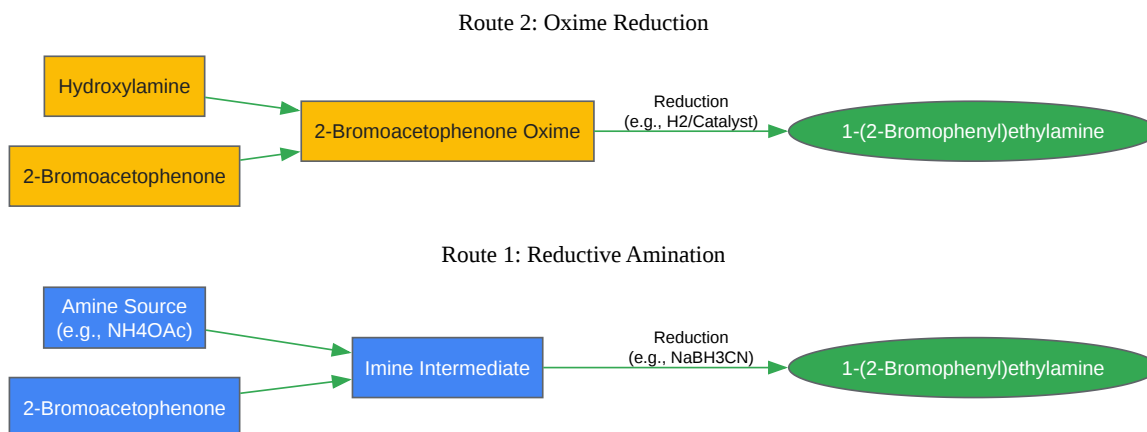 Route 2: Oxime Reduction
Hydroxylamine
2-Bromoacetophenone
2-Bromoacetophenone Oxime
Reduction
(e.g., H2/Catalyst)
1-(2-Bromophenyl)ethylamine
Route 1: Reductive Amination
Amine Source
(e.g., NH4OAc)
2-Bromoacetophenone
Imine Intermediate
Reduction
(e.g., NaBH3CN)
1-(2-Bromophenyl)ethylamine